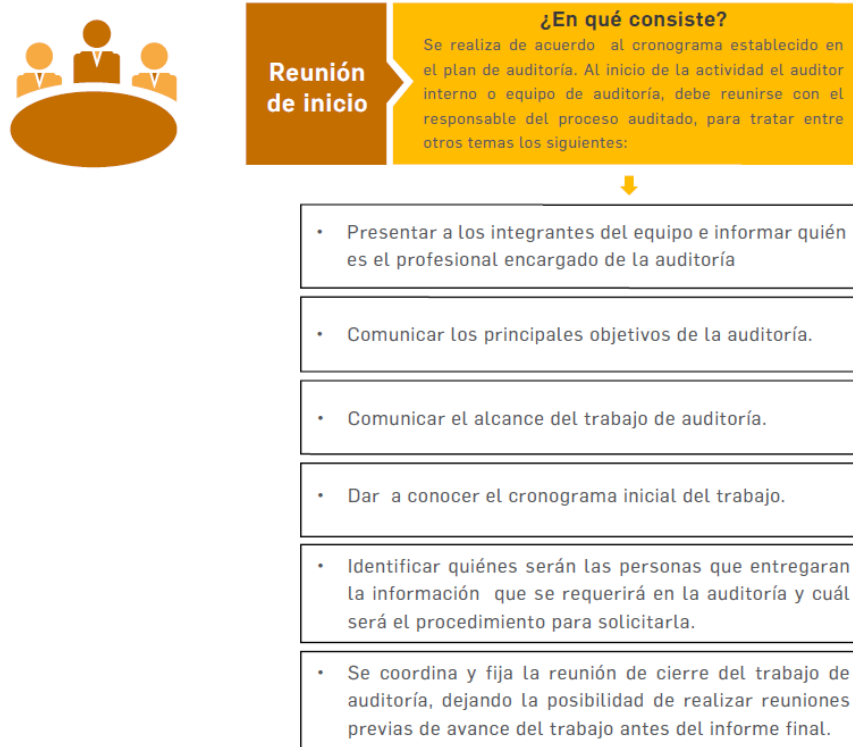 Reunión
de inicio
¿En qué consiste?
Se realiza de acuerdo al cronograma establecido en
el plan de auditoría. Al inicio de la actividad el auditor
interno o equipo de auditoría, debe reunirse con el
responsable del proceso auditado, para tratar entre
otros temas los siguientes:
• Presentar a los integrantes del equipo e informar quién
es el profesional encargado de la auditoría
• Comunicar los principales objetivos de la auditoría.
• Comunicar el alcance del trabajo de auditoría.
• Dar a conocer el cronograma inicial del trabajo.
• Identificar quiénes serán las personas que entregaran
la información que se requerirá en la auditoría y cuál
será el procedimiento para solicitarla.
• Se coordina y fija la reunión de cierre del trabajo de
auditoría, dejando la posibilidad de realizar reuniones
previas de avance del trabajo antes del informe final.